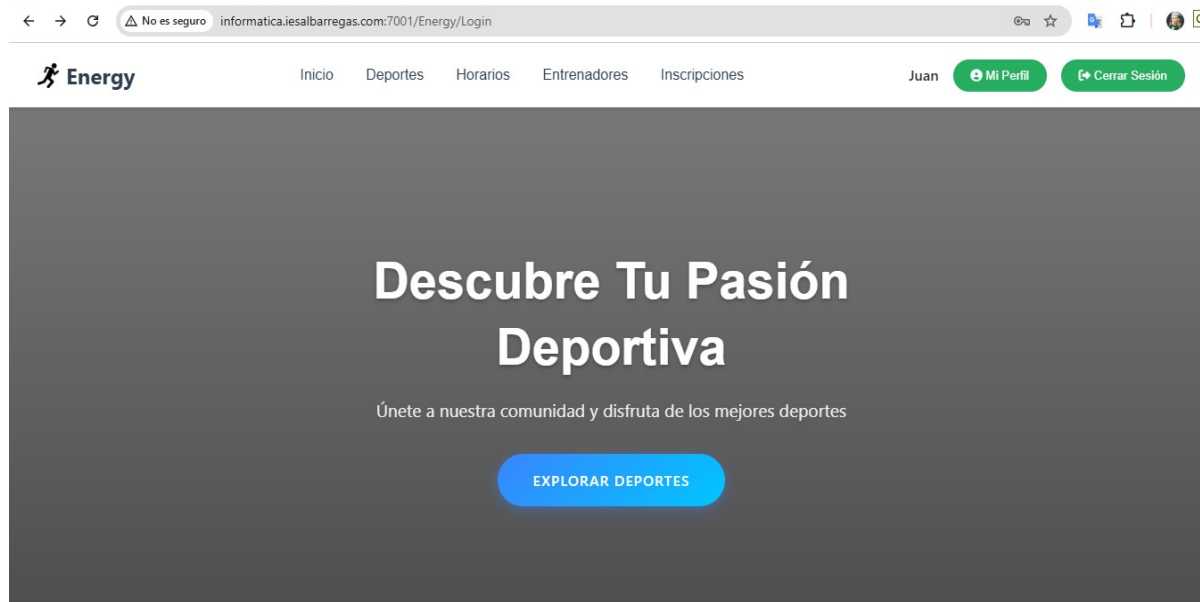 No es seguro informatica.iesalbarregas.com:7001/Energy/Login
Energy Inicio Deportes Horarios Entrenadores Inscripciones Juan Mi Perfil Cerrar Sesión
Descubre Tu Pasión
Deportiva
Únete a nuestra comunidad y disfruta de los mejores deportes
EXPLORAR DEPORTES